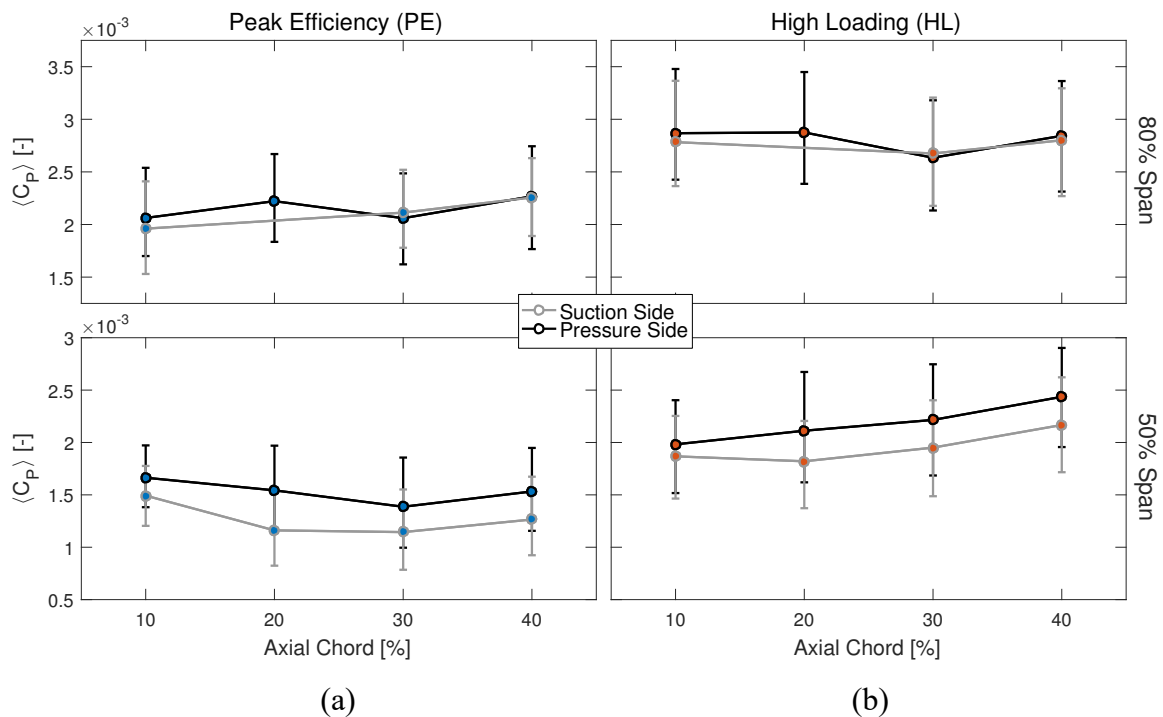 Peak Efficiency (PE)
High Loading (HL)
×10⁻³
3.5
3
2.5
2
1.5
⟨C_P⟩ [-]
80% Span
Suction Side
Pressure Side
×10⁻³
3
2.5
2
1.5
1
0.5
⟨C_P⟩ [-]
50% Span
10 20 30 40
10 20 30 40
Axial Chord [%]
Axial Chord [%]
(a)
(b)